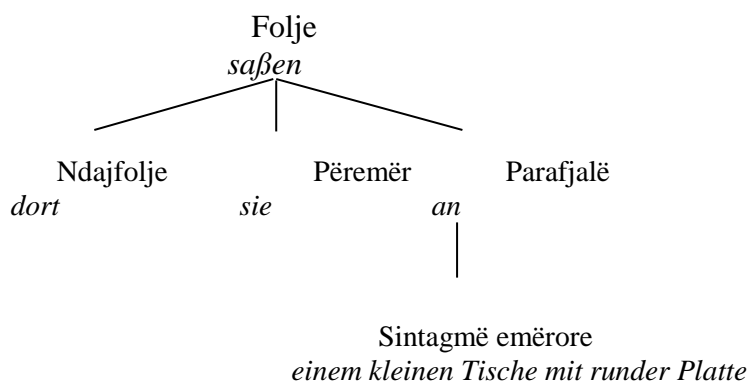 Folje
saßen
Ndajfolje Përemër Parafjalë
dort sie an
Sintagmë emërore
einem kleinen Tische mit runder Platte